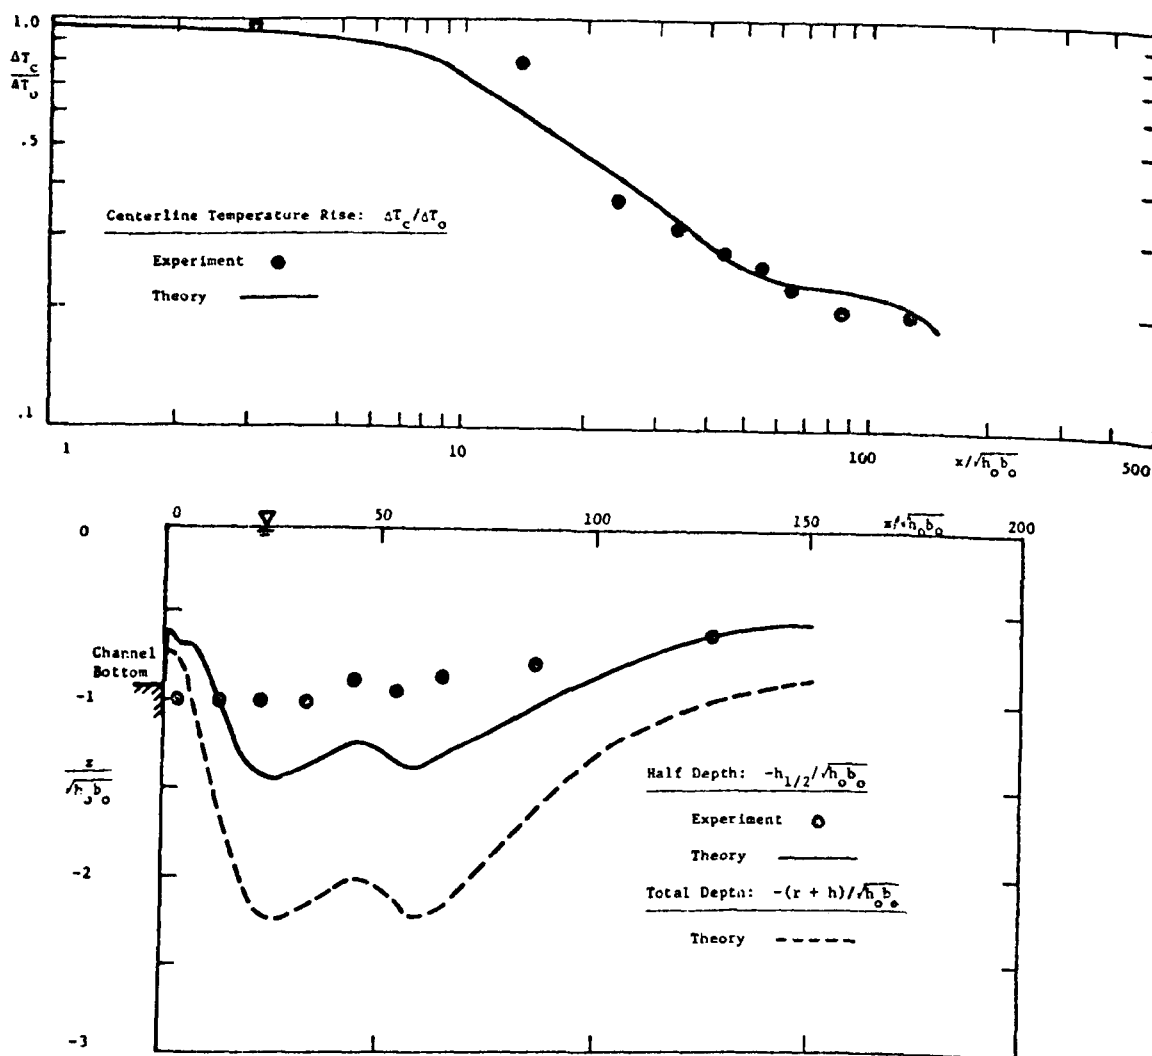 1.0
ΔT_c
ΔT_o
.5
Centerline Temperature Rise: ΔT_c/ΔT_o
Experiment
Theory
.1
1
10
100
x/√h_o b_o
500
0
0
50
100
150
x/√h_o b_o
200
Channel
Bottom
-1
z
√h_o b_o
Half Depth: -h_1/2/√h_o b_o
Experiment
Theory
-2
Total Depth: -(r + h)/√h_o b_o
Theory
-3